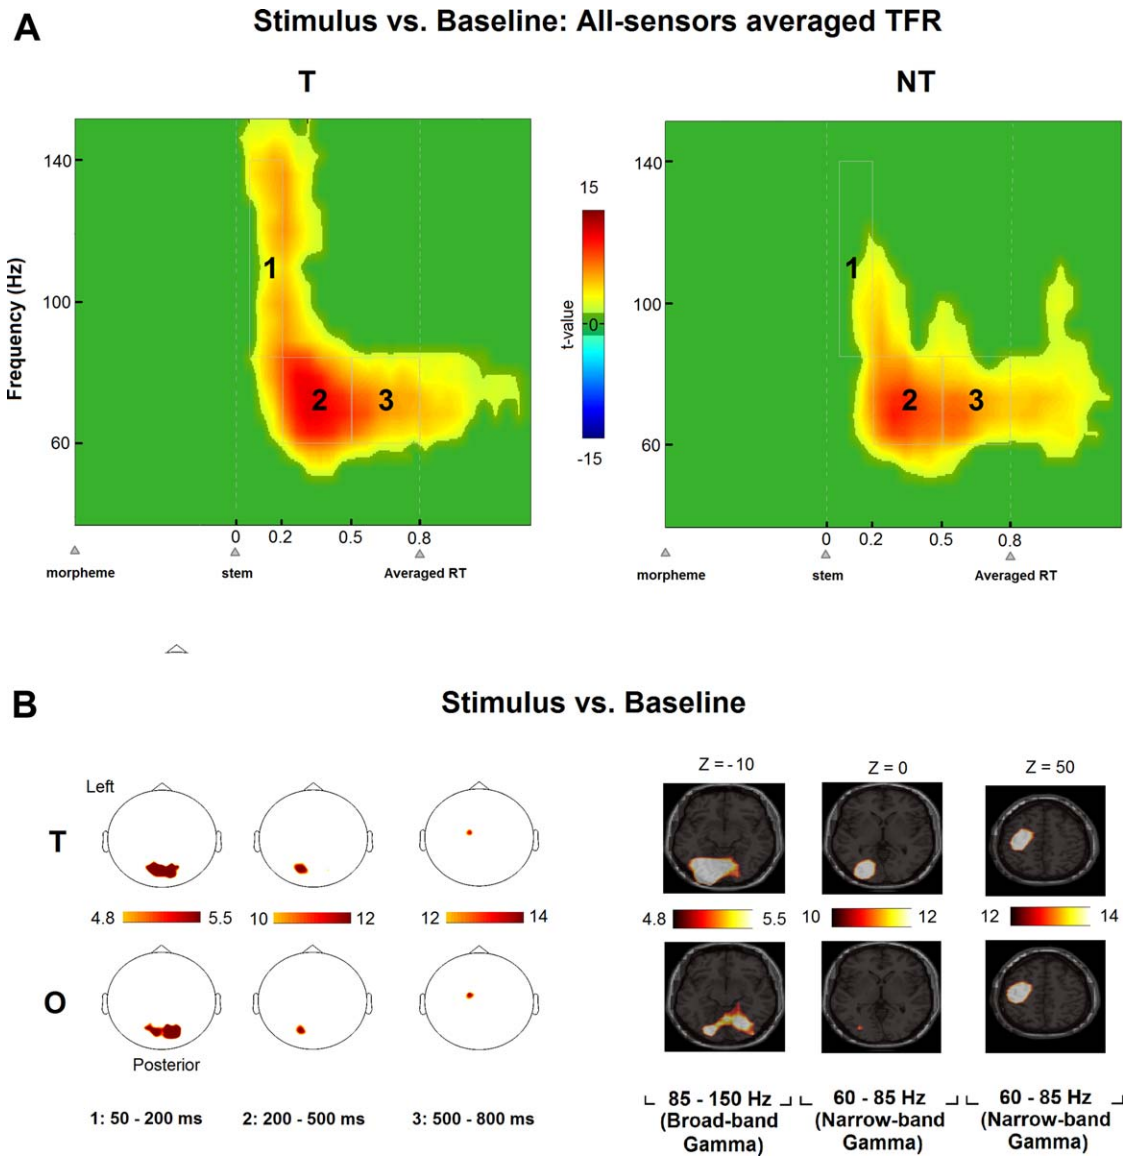 A
Stimulus vs. Baseline: All-sensors averaged TFR
T
NT
Frequency (Hz)
140
100
60
1
2
3
0
0.2
0.5
0.8
morpheme
stem
Averaged RT
15
t-value
0
-15
140
100
60
1
2
3
0
0.2
0.5
0.8
morpheme
stem
Averaged RT
B
Stimulus vs. Baseline
Left
Z = -10
Z = 0
Z = 50
T
4.8 5.5
10 12
12 14
4.8 5.5
10 12
12 14
O
Posterior
1: 50 - 200 ms
2: 200 - 500 ms
3: 500 - 800 ms
85 - 150 Hz
(Broad-band
Gamma)
60 - 85 Hz
(Narrow-band
Gamma)
60 - 85 Hz
(Narrow-band
Gamma)